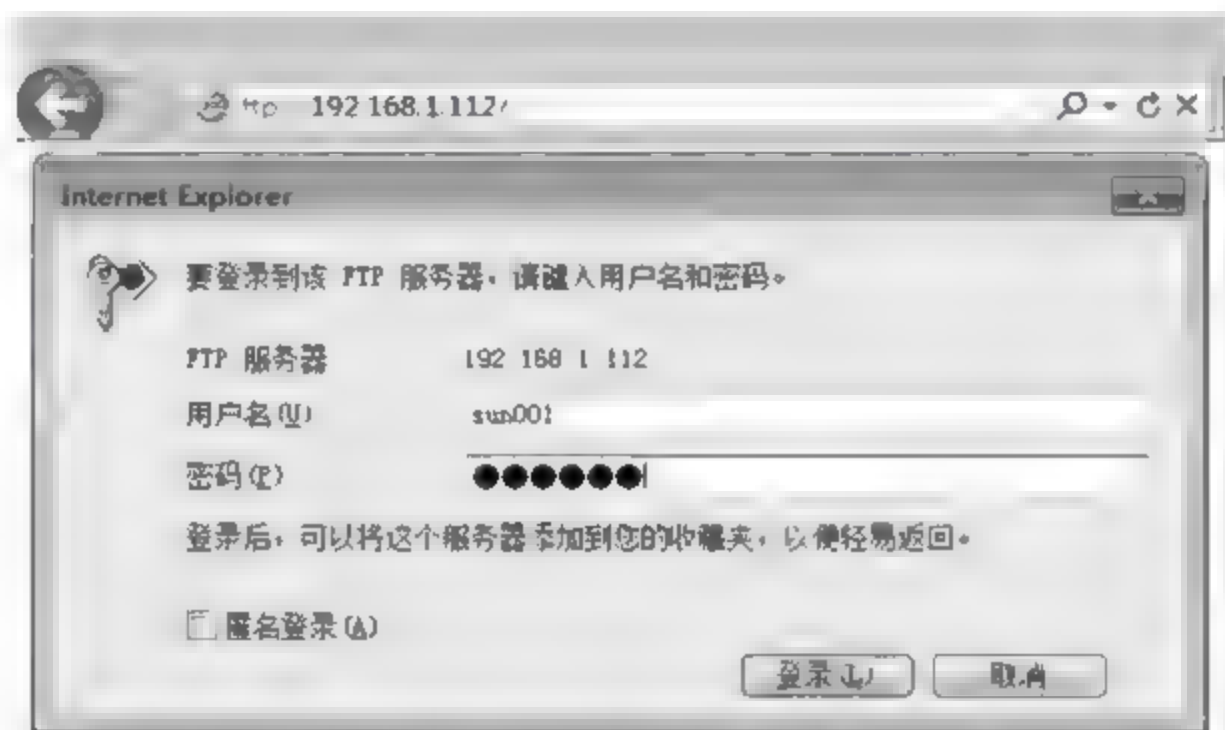 ftp 192.168.1.112/
Internet Explorer
要登录到该 FTP 服务器，请键入用户名和密码。
FTP 服务器 192.168.1.112
用户名(U) sun001
密码(P) ●●●●●●
登录后，可以将这个服务器添加到您的收藏夹，以便轻易返回。
匿名登录(A)
登录(L) 取消